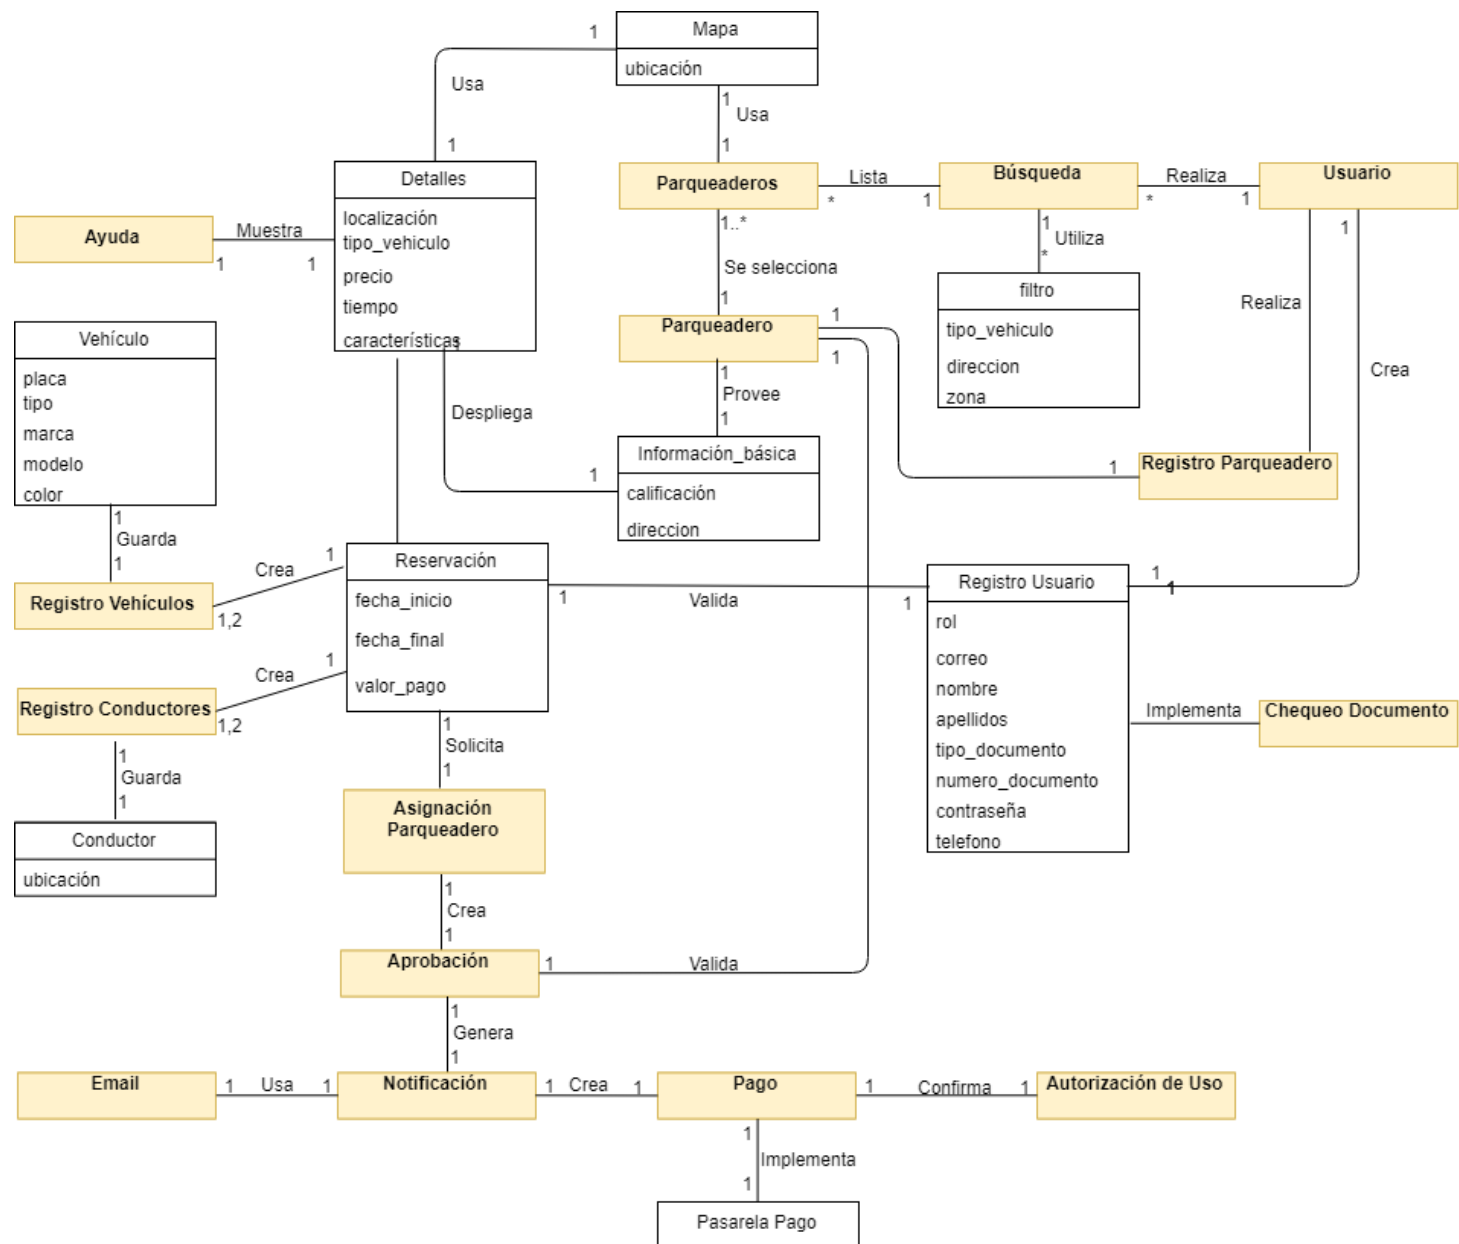 Mapa
ubicación
1
Usa
1
1
Usa
1
Detalles
localización
tipo_vehiculo
precio
tiempo
características
1
Ayuda
Muestra
1
1
Parqueaderos
Lista
*
1
Búsqueda
Realiza
*
1
Usuario
1..*
Se selecciona
1
1
Utiliza
*
filtro
tipo_vehiculo
direccion
zona
Realiza
1
Crea
Parqueadero
1
1
1
Provee
1
Vehículo
placa
tipo
marca
modelo
color
Despliega
1
Información_básica
calificación
direccion
1
Registro Parqueadero
1
Guarda
1
Registro Vehículos
Crea
1
1,2
Reservación
fecha_inicio
fecha_final
valor_pago
1
Valida
1
Registro Usuario
rol
correo
nombre
apellidos
tipo_documento
numero_documento
contraseña
telefono
1
1
Implementa
Chequeo Documento
Crea
1
Registro Conductores
1,2
1
Guarda
1
Conductor
ubicación
1
Solicita
1
Asignación
Parqueadero
1
Crea
1
Aprobación
1
Valida
1
Genera
1
Email
1
Usa
1
Notificación
1
Crea
1
Pago
1
Confirma
1
Autorización de Uso
1
Implementa
1
Pasarela Pago